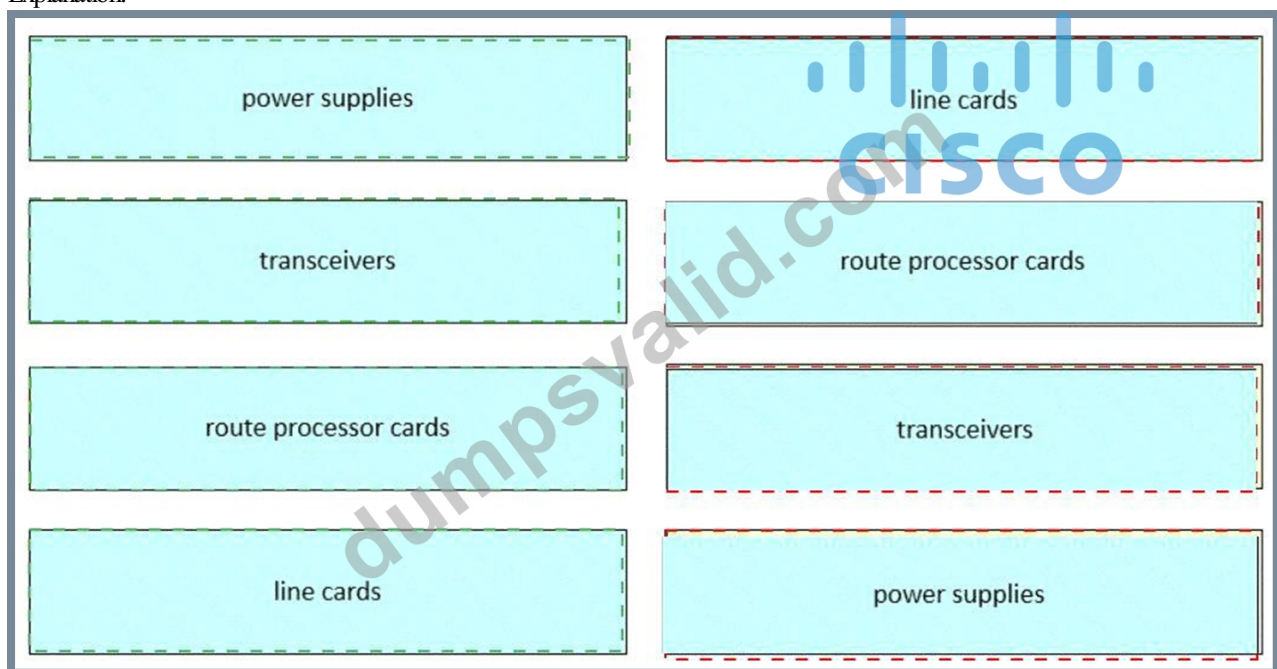 Explanation:
power supplies
line cards
CISCO
transceivers
route processor cards
route processor cards
transceivers
line cards
power supplies
dumpsvalid.com